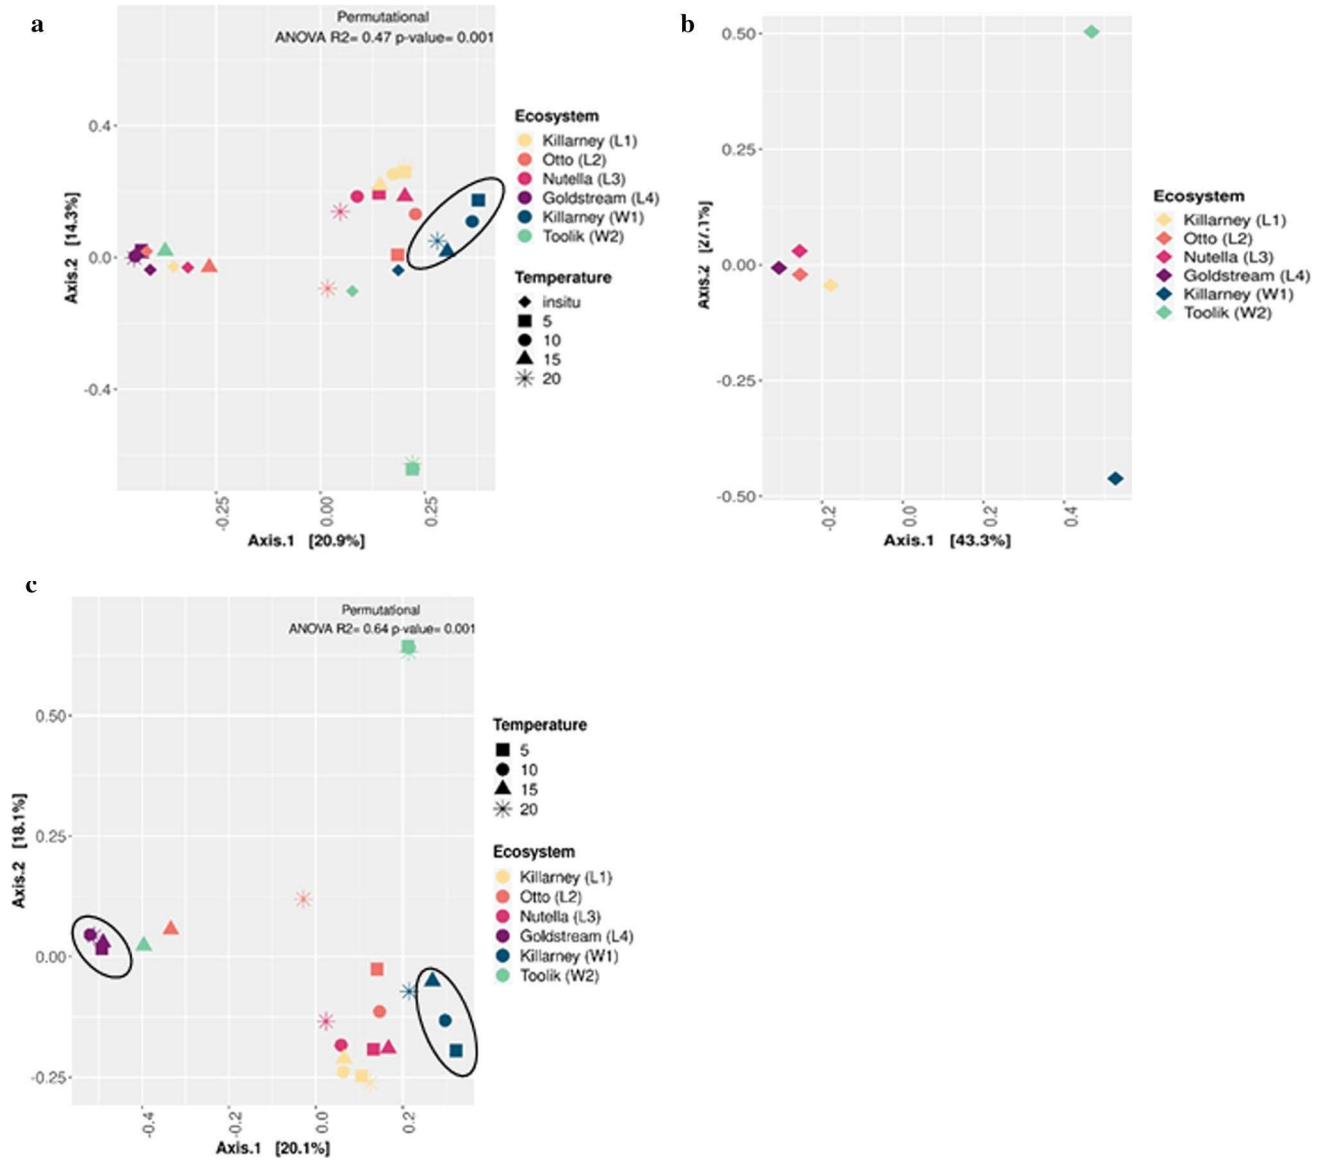 a
Permutational
ANOVA R2= 0.47 p-value= 0.001
0.4
0.0
-0.4
Axis.2 [14.3%]
-0.25
0.00
0.25
Axis.1 [20.9%]
Ecosystem
Killarney (L1)
Otto (L2)
Nutella (L3)
Goldstream (L4)
Killarney (W1)
Toolik (W2)
Temperature
insitu
5
10
15
20
b
0.50
0.25
0.00
-0.25
-0.50
Axis.2 [27.1%]
-0.2
0.0
0.2
0.4
Axis.1 [43.3%]
Ecosystem
Killarney (L1)
Otto (L2)
Nutella (L3)
Goldstream (L4)
Killarney (W1)
Toolik (W2)
c
Permutational
ANOVA R2= 0.64 p-value= 0.001
0.50
0.25
0.00
-0.25
Axis.2 [18.1%]
-0.4
-0.2
0.0
0.2
Axis.1 [20.1%]
Temperature
5
10
15
20
Ecosystem
Killarney (L1)
Otto (L2)
Nutella (L3)
Goldstream (L4)
Killarney (W1)
Toolik (W2)